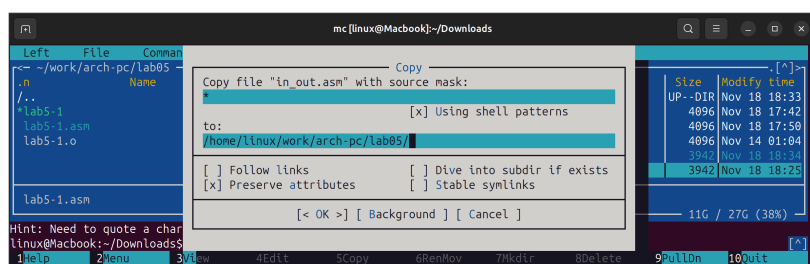 mc [linux@Macbook]:~/Downloads
Left File Comman
<- ~/work/arch-pc/lab05 .[^]>
.n Name Size Modify time
/.. UP--DIR Nov 18 18:33
*lab5-1 4096 Nov 18 17:42
lab5-1.asm 4096 Nov 18 17:50
lab5-1.o 4096 Nov 14 01:04
3942 Nov 18 18:34
3942 Nov 18 18:25
lab5-1.asm
11G / 27G (38%)
Copy
Copy file "in_out.asm" with source mask:
*
[x] Using shell patterns
to:
/home/linux/work/arch-pc/lab05/
[ ] Follow links [ ] Dive into subdir if exists
[x] Preserve attributes [ ] Stable symlinks
[< OK >] [ Background ] [ Cancel ]
Hint: Need to quote a char
linux@Macbook:~/Downloads$ [^]
1Help 2Menu 3View 4Edit 5Copy 6RenMov 7Mkdir 8Delete 9PullDn 10Quit